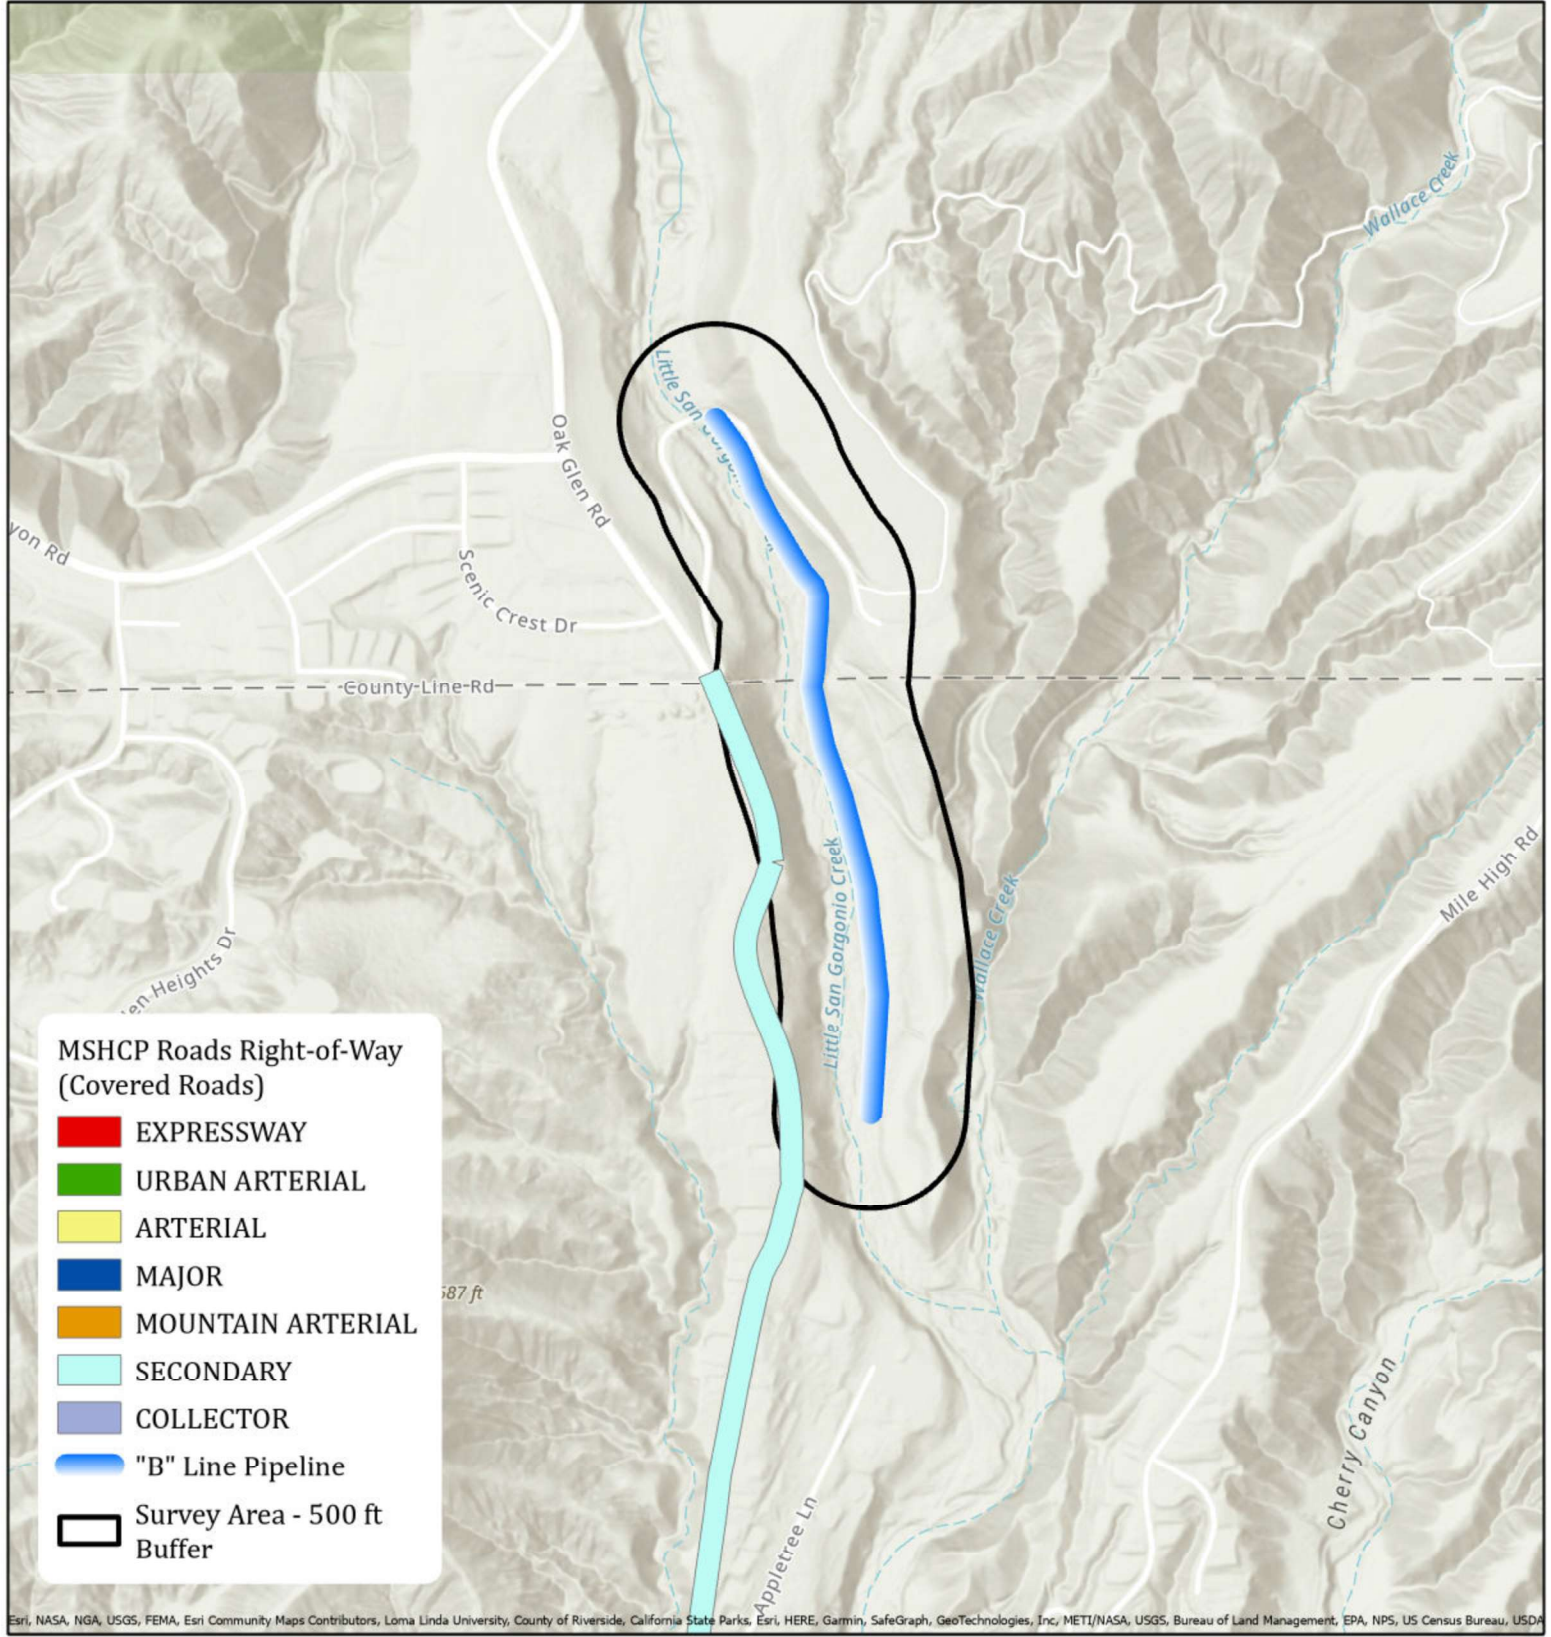 Wallace Creek
Little San
Oak Glen Rd
yon Rd
Scenic Crest Dr
County Line Rd
Little San Gorgonio Creek
Wallace Creek
Mile High Rd
en Heights Dr
MSHCP Roads Right-of-Way
(Covered Roads)
EXPRESSWAY
URBAN ARTERIAL
ARTERIAL
MAJOR
MOUNTAIN ARTERIAL
SECONDARY
COLLECTOR
"B" Line Pipeline
Survey Area - 500 ft
Buffer
587 ft
Cherry Canyon
Appletree Ln
Esri, NASA, NGA, USGS, FEMA, Esri Community Maps Contributors, Loma Linda University, County of Riverside, California State Parks, Esri, HERE, Garmin, SafeGraph, GeoTechnologies, Inc, METI/NASA, USGS, Bureau of Land Management, EPA, NPS, US Census Bureau, USDA